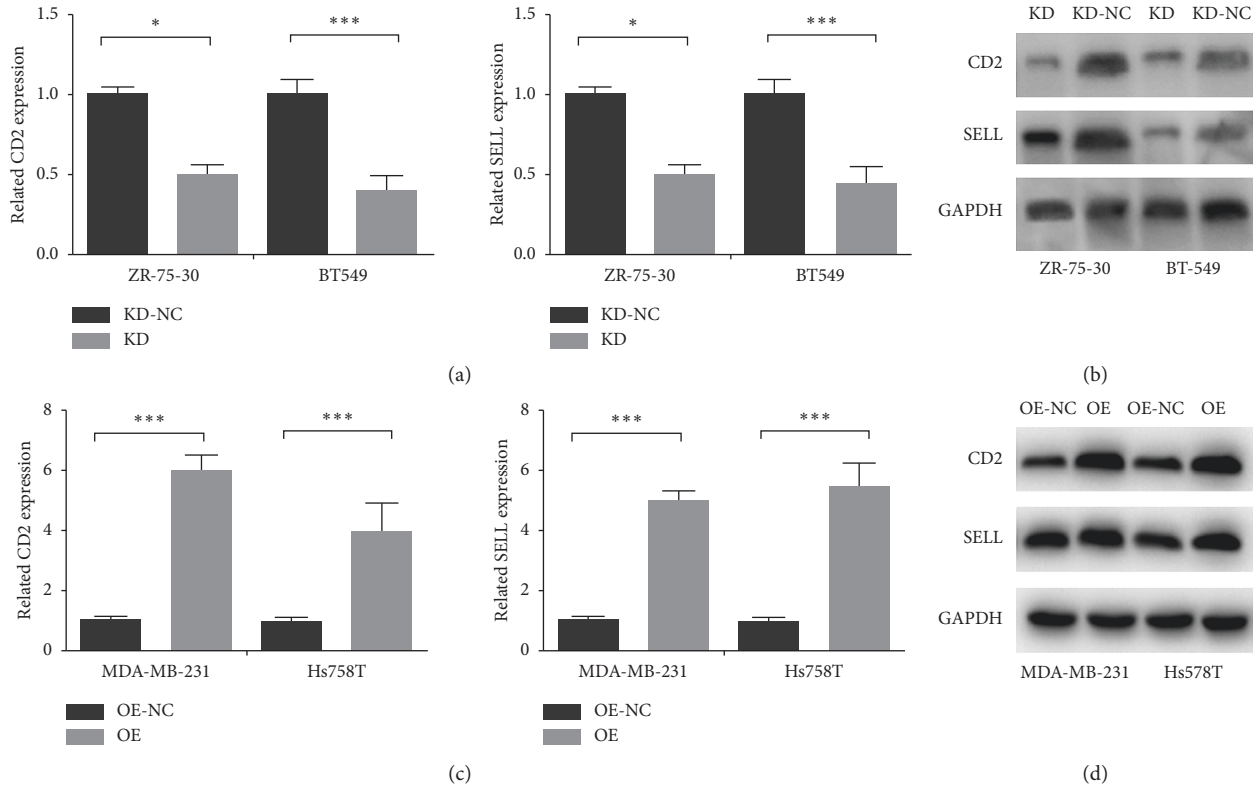 * ***
Related CD2 expression
1.5
1.0
0.5
0.0
ZR-75-30 BT549
KD-NC
KD
* ***
Related SELL expression
1.5
1.0
0.5
0.0
ZR-75-30 BT549
KD-NC
KD
(a)
KD KD-NC KD KD-NC
CD2
SELL
GAPDH
ZR-75-30 BT-549
(b)
*** ***
Related CD2 expression
8
6
4
2
0
MDA-MB-231 Hs758T
OE-NC
OE
*** ***
Related SELL expression
8
6
4
2
0
MDA-MB-231 Hs758T
OE-NC
OE
(c)
OE-NC OE OE-NC OE
CD2
SELL
GAPDH
MDA-MB-231 Hs578T
(d)